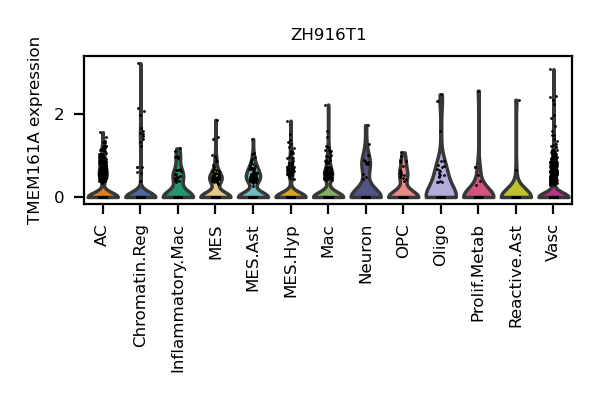 ZH916T1
TMEM161A expression
2
0
AC
Chromatin.Reg
Inflammatory.Mac
MES
MES.Ast
MES.Hyp
Mac
Neuron
OPC
Oligo
Prolif.Metab
Reactive.Ast
Vasc